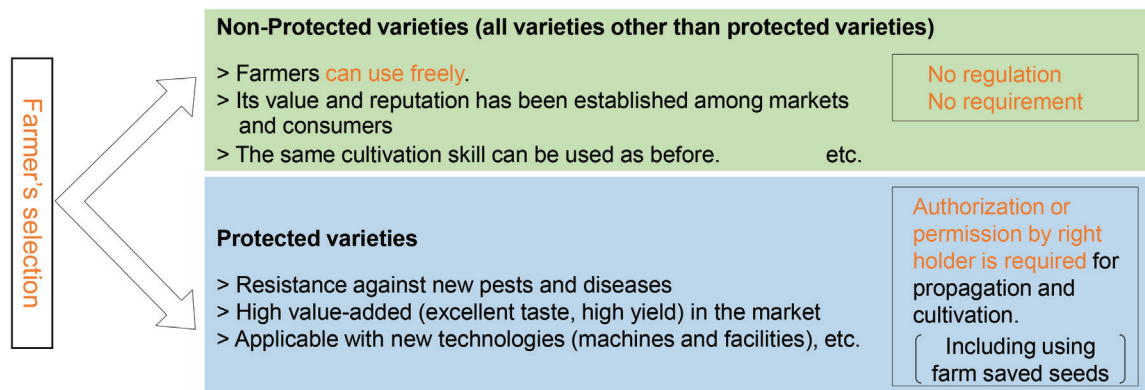 Farmer's selection
Non-Protected varieties (all varieties other than protected varieties)
> Farmers can use freely.
> Its value and reputation has been established among markets
and consumers
> The same cultivation skill can be used as before. etc.
No regulation
No requirement
Protected varieties
> Resistance against new pests and diseases
> High value-added (excellent taste, high yield) in the market
> Applicable with new technologies (machines and facilities), etc.
Authorization or
permission by right
holder is required for
propagation and
cultivation.
( Including using
farm saved seeds )